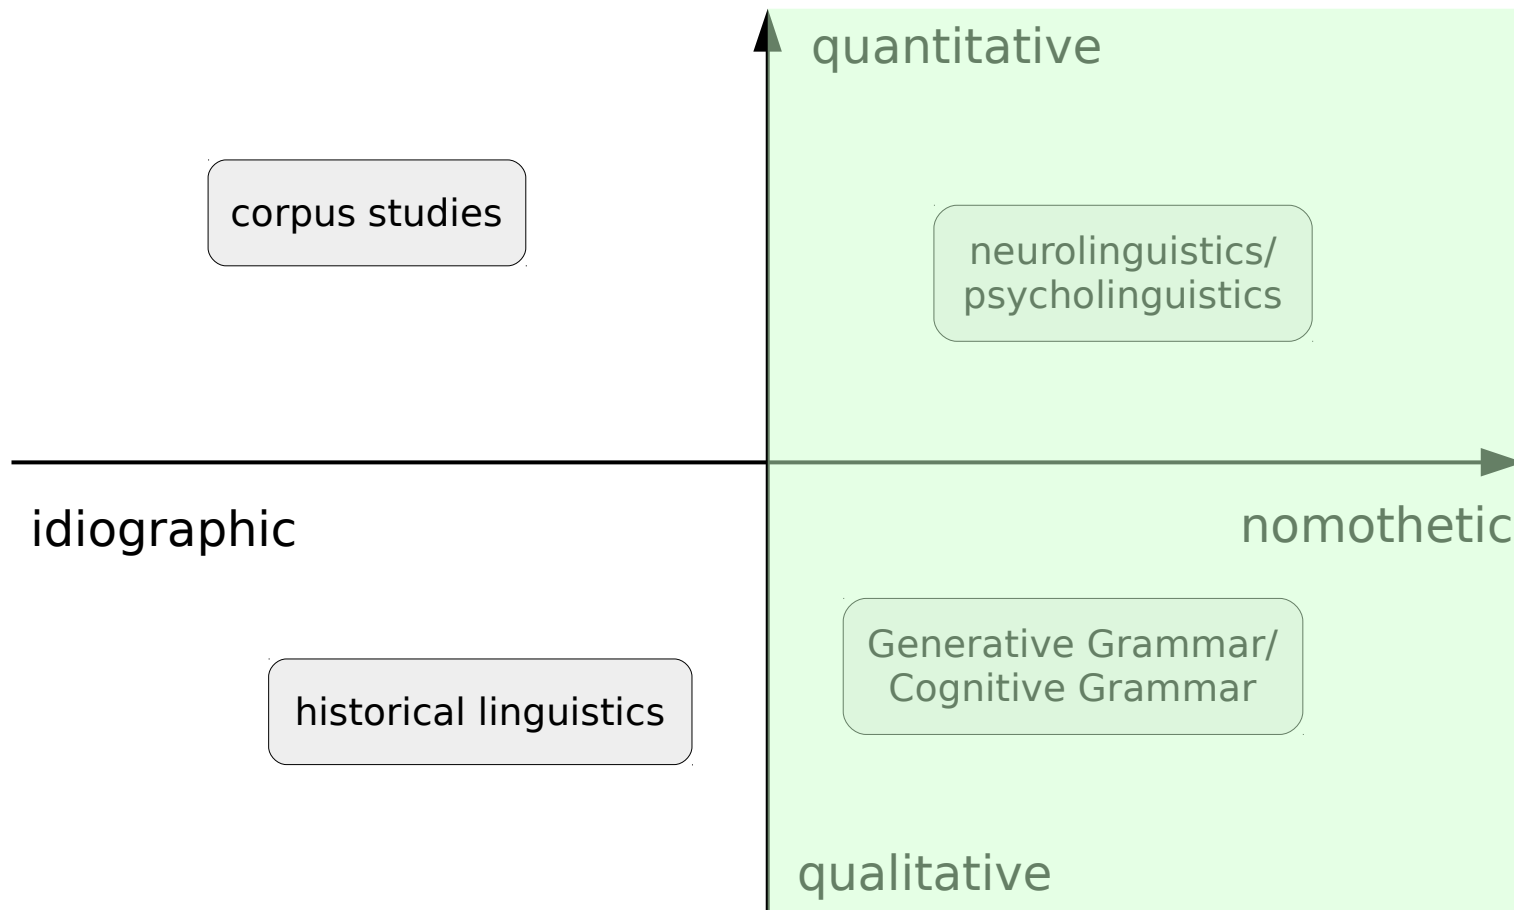 quantitative
corpus studies
neurolinguistics/
psycholinguistics
idiographic
nomothetic
Generative Grammar/
Cognitive Grammar
historical linguistics
qualitative